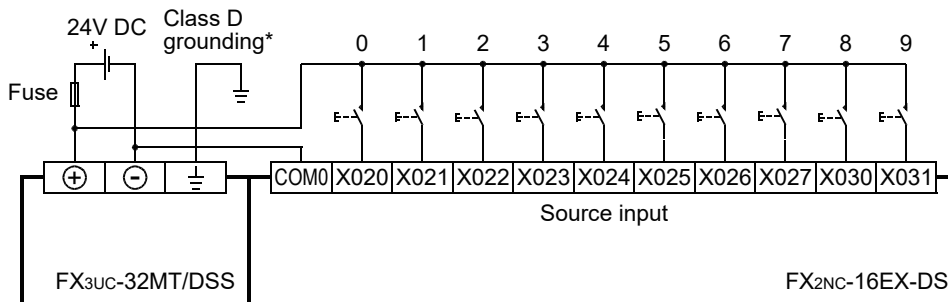 24V DC
+
Class D
grounding*
Fuse
0 1 2 3 4 5 6 7 8 9
+ -
COM0 X020 X021 X022 X023 X024 X025 X026 X027 X030 X031
Source input
FX3UC-32MT/DSS
FX2NC-16EX-DS